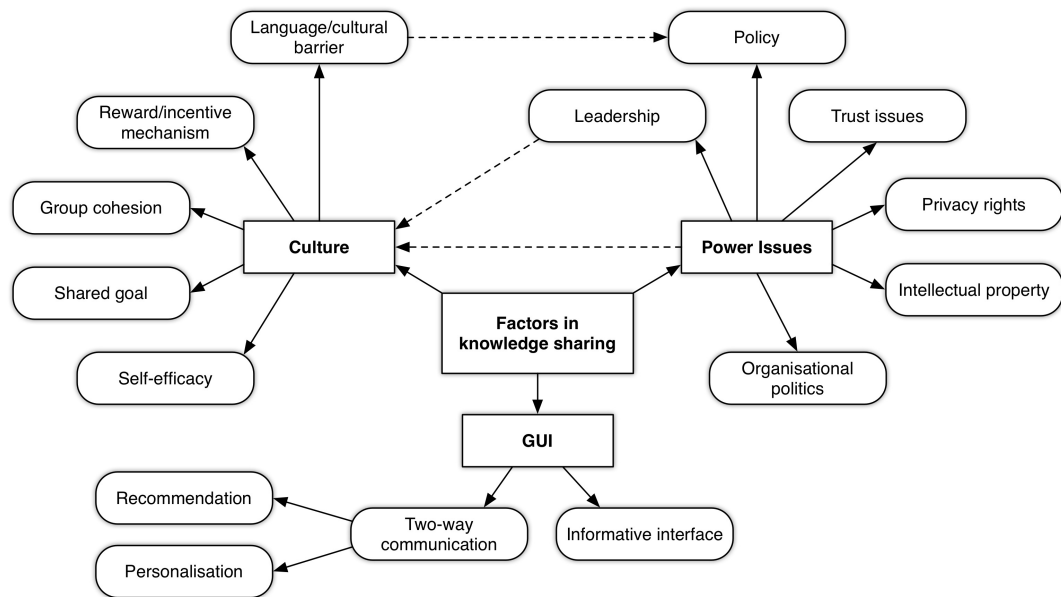 Language/cultural
barrier
Policy
Reward/incentive
mechanism
Leadership
Trust issues
Group cohesion
Privacy rights
Culture
Power Issues
Shared goal
Intellectual property
Factors in
knowledge sharing
Self-efficacy
Organisational
politics
GUI
Recommendation
Two-way
communication
Informative interface
Personalisation